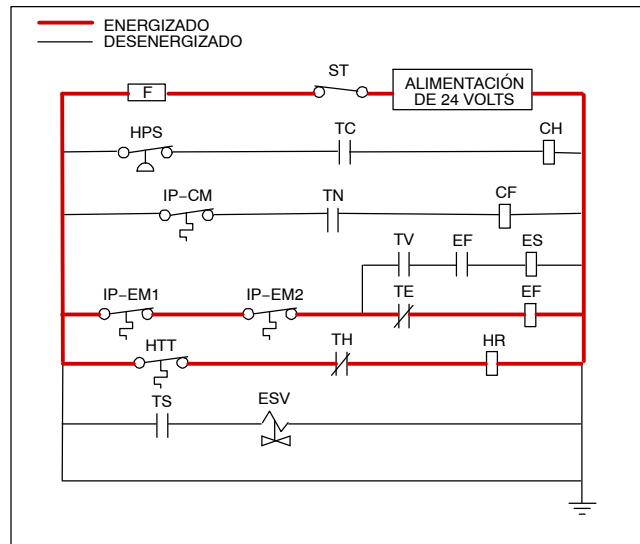 ENERGIZADO
DESENERGIZADO
F
ST
ALIMENTACIÓN
DE 24 VOLTS
HPS
TC
CH
IP-CM
TN
CF
TV
EF
ES
IP-EM1
IP-EM2
TE
EF
HTT
TH
HR
TS
ESV